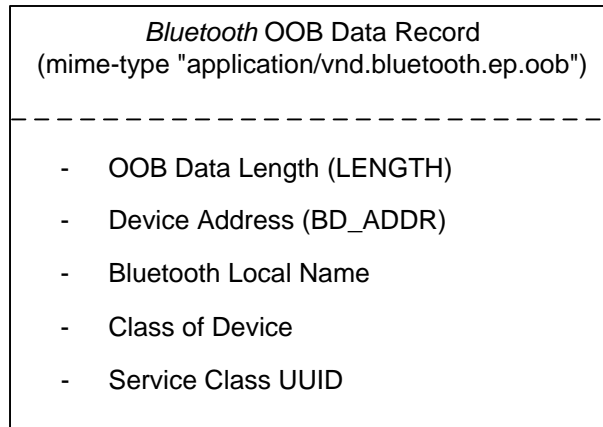 Bluetooth OOB Data Record
(mime-type "application/vnd.bluetooth.ep.oob")
- OOB Data Length (LENGTH)
- Device Address (BD_ADDR)
- Bluetooth Local Name
- Class of Device
- Service Class UUID